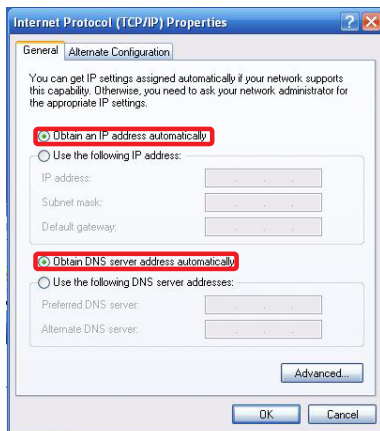 Internet Protocol (TCP/IP) Properties
General
Alternate Configuration
You can get IP settings assigned automatically if your network supports
this capability. Otherwise, you need to ask your network administrator for
the appropriate IP settings.
Obtain an IP address automatically
Use the following IP address:
IP address:
Subnet mask:
Default gateway:
Obtain DNS server address automatically
Use the following DNS server addresses:
Preferred DNS server:
Alternate DNS server:
Advanced...
OK
Cancel